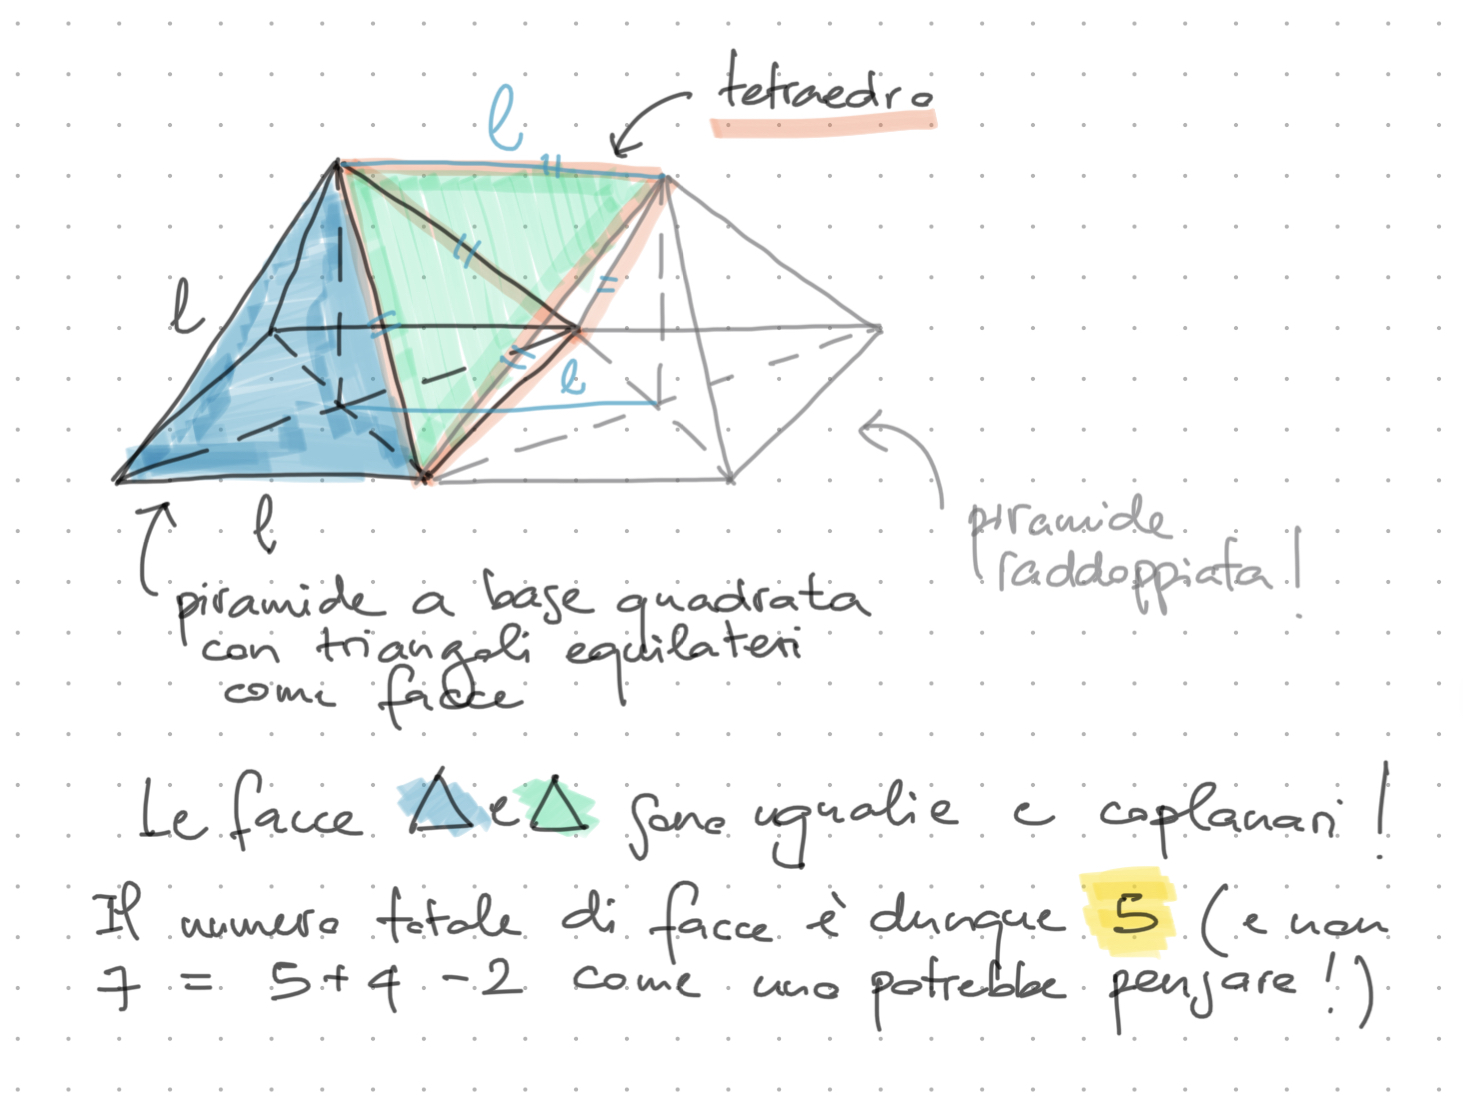 tetraedro
l
l
l
l
piramide
raddoppiata!
piramide a base quadrata
con triangoli equilateri
come facce
Le facce △ e △ sono ugualie e coplanari!
Il numero totale di facce è dunque 5 (e non
7 = 5+4-2 come uno potrebbe pensare!)